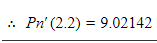 ∴ Pn′ (2.2) = 9.02142